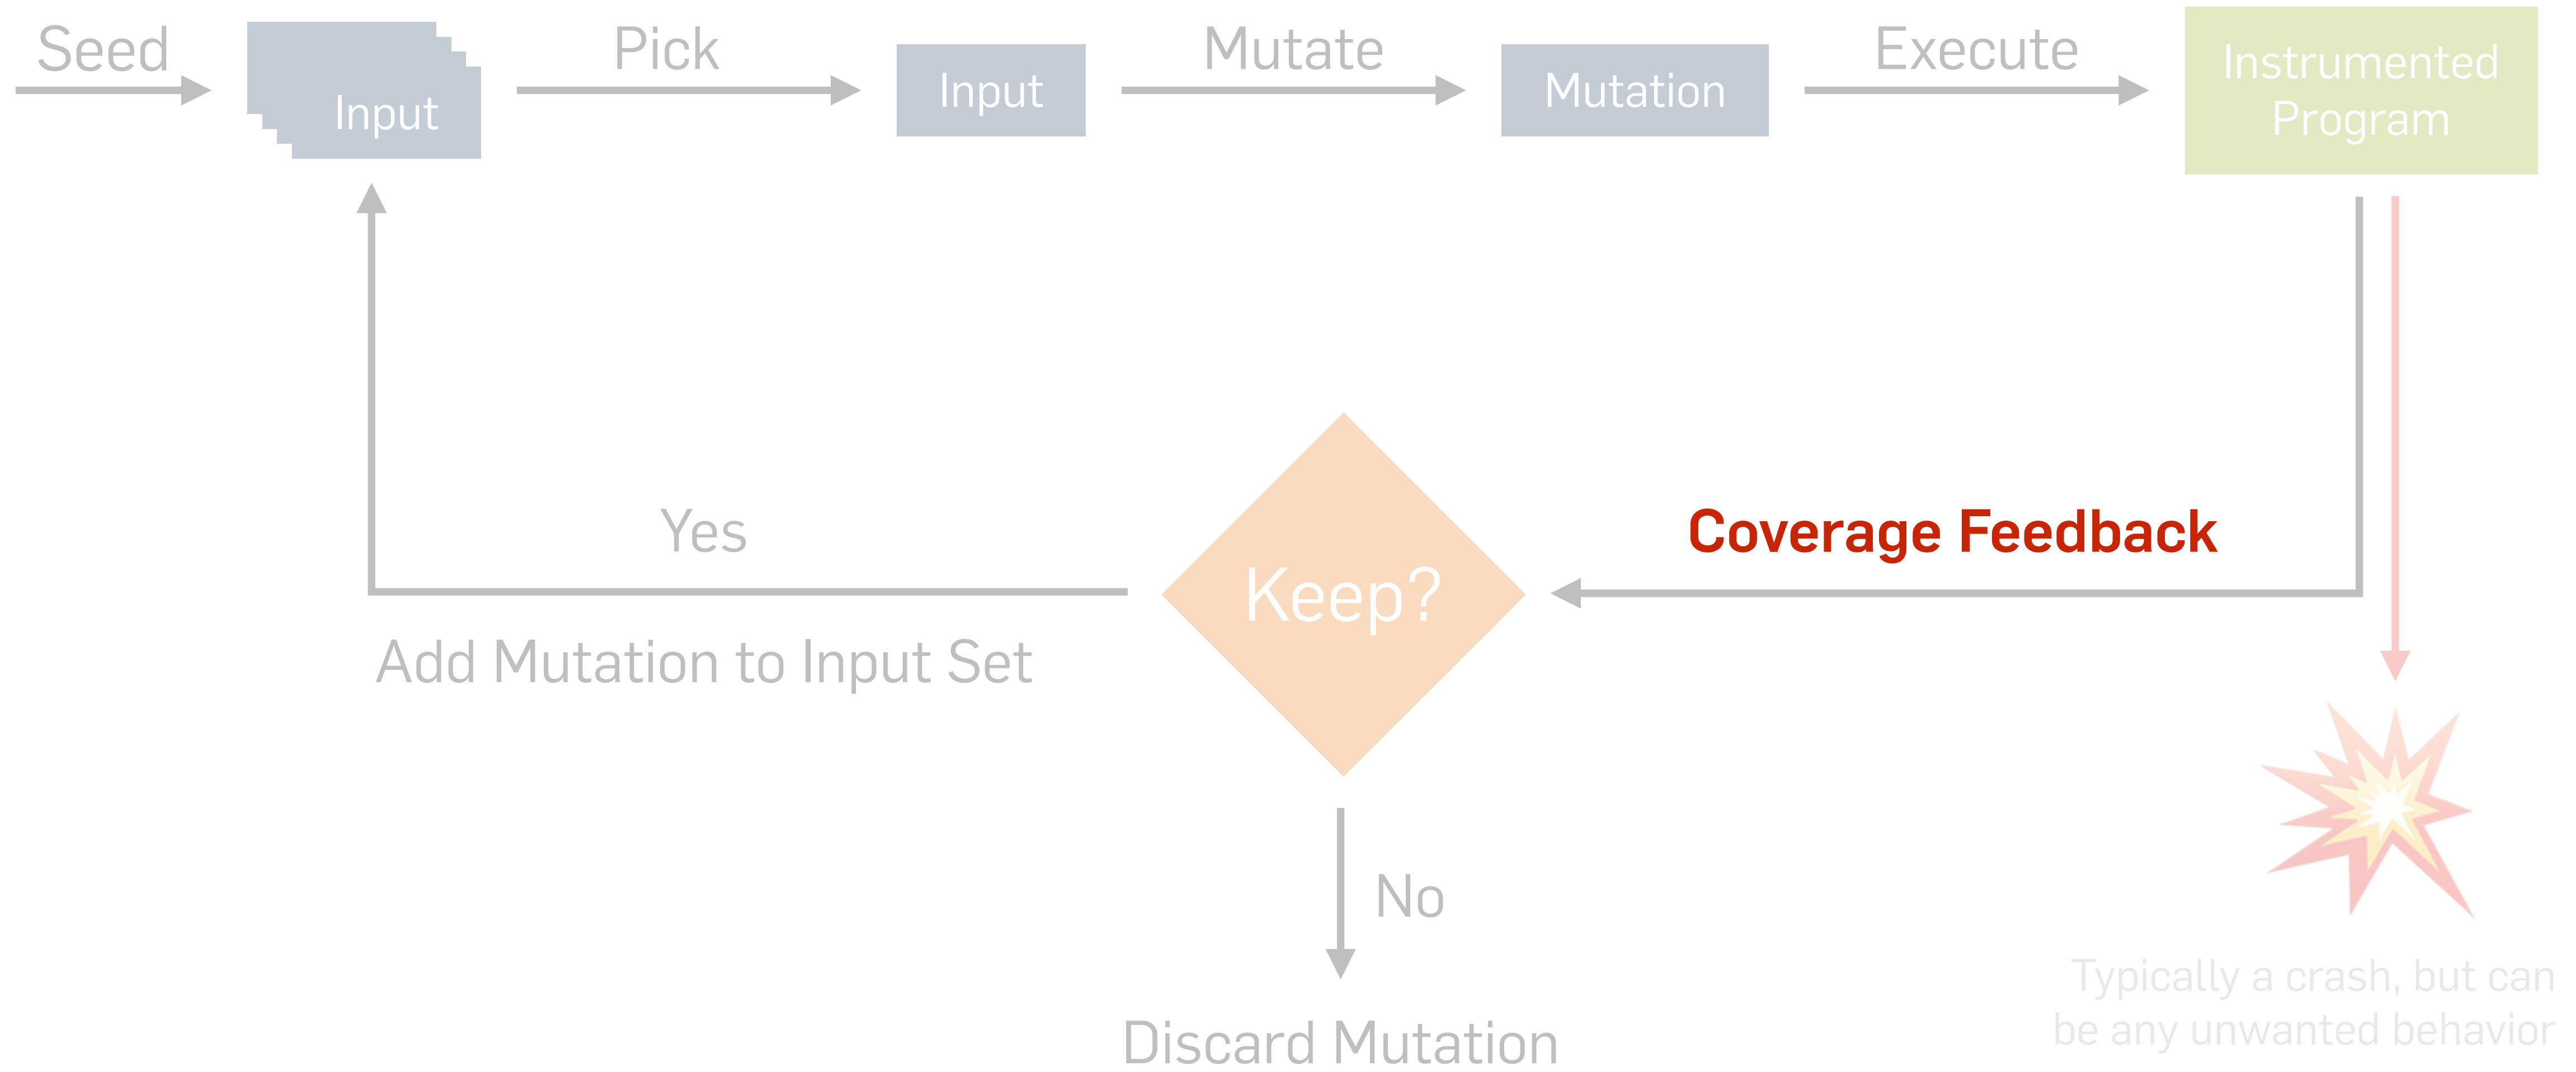 Seed
Input
Pick
Input
Mutate
Mutation
Execute
Instrumented
Program
Yes
Add Mutation to Input Set
Keep?
Coverage Feedback
No
Discard Mutation
Typically a crash, but can
be any unwanted behavior